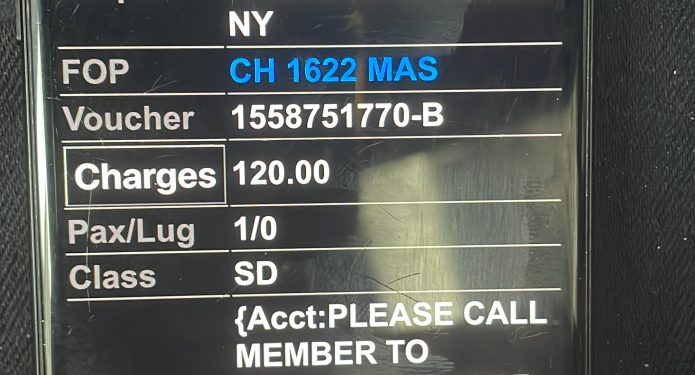 NY
FOP CH 1622 MAS
Voucher 1558751770-B
Charges 120.00
Pax/Lug 1/0
Class SD
{Acct:PLEASE CALL
MEMBER TO